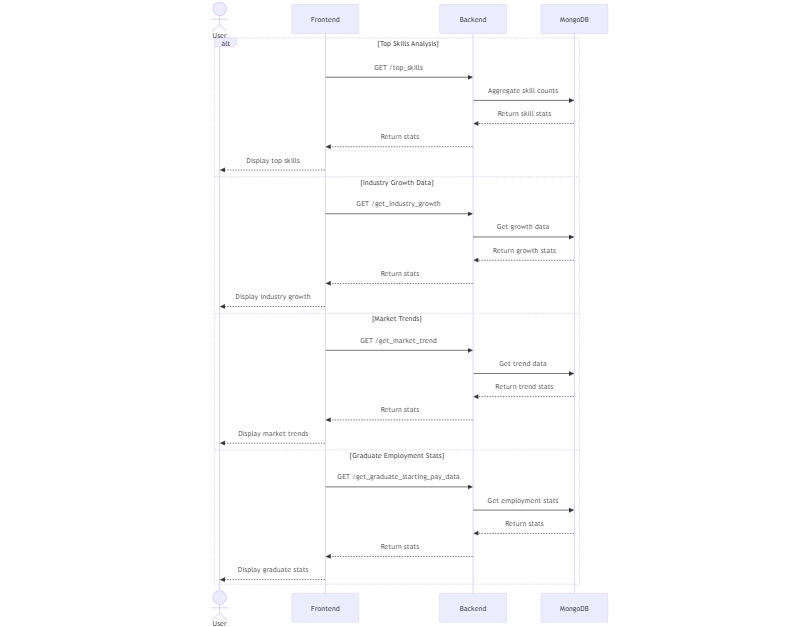 Frontend
Backend
MongoDB
User
alt
[Top Skills Analysis]
GET /top_skills
Aggregate skill counts
Return skill stats
Return stats
Display top skills
[Industry Growth Data]
GET /get_industry_growth
Get growth data
Return growth stats
Return stats
Display industry growth
[Market Trends]
GET /get_market_trend
Get trend data
Return trend stats
Return stats
Display market trends
[Graduate Employment Stats]
GET /get_graduate_starting_pay_data
Get employment stats
Return stats
Return stats
Display graduate stats
Frontend
Backend
MongoDB
User